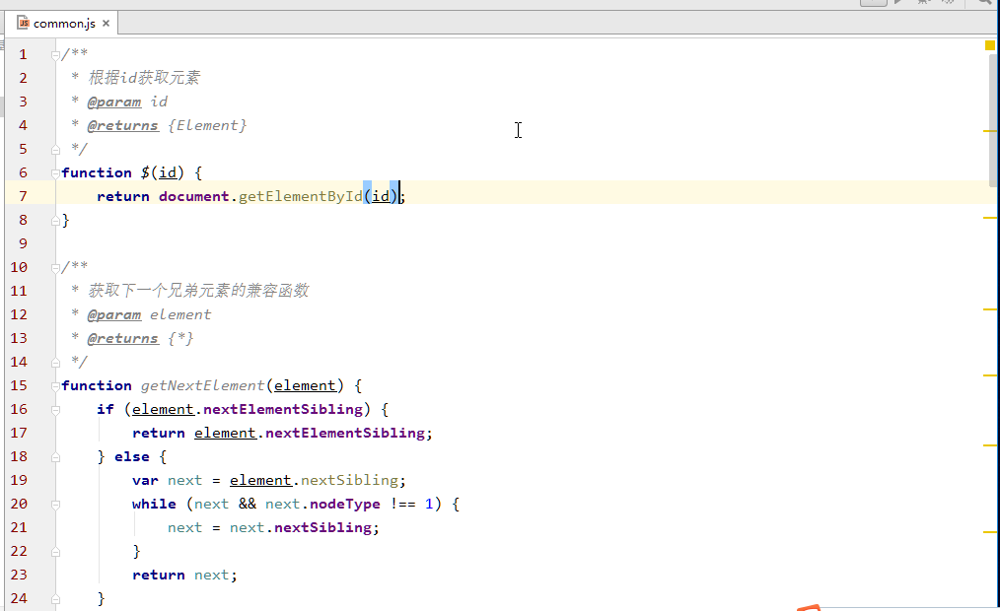 common.js
1 /**
2  * 根据id获取元素
3  * @param id
4  * @returns {Element}
5  */
6 function $(id) {
7     return document.getElementById(id);
8 }
9
10 /**
11  * 获取下一个兄弟元素的兼容函数
12  * @param element
13  * @returns {*}
14  */
15 function getNextElement(element) {
16     if (element.nextElementSibling) {
17         return element.nextElementSibling;
18     } else {
19         var next = element.nextSibling;
20         while (next && next.nodeType !== 1) {
21             next = next.nextSibling;
22         }
23         return next;
24     }